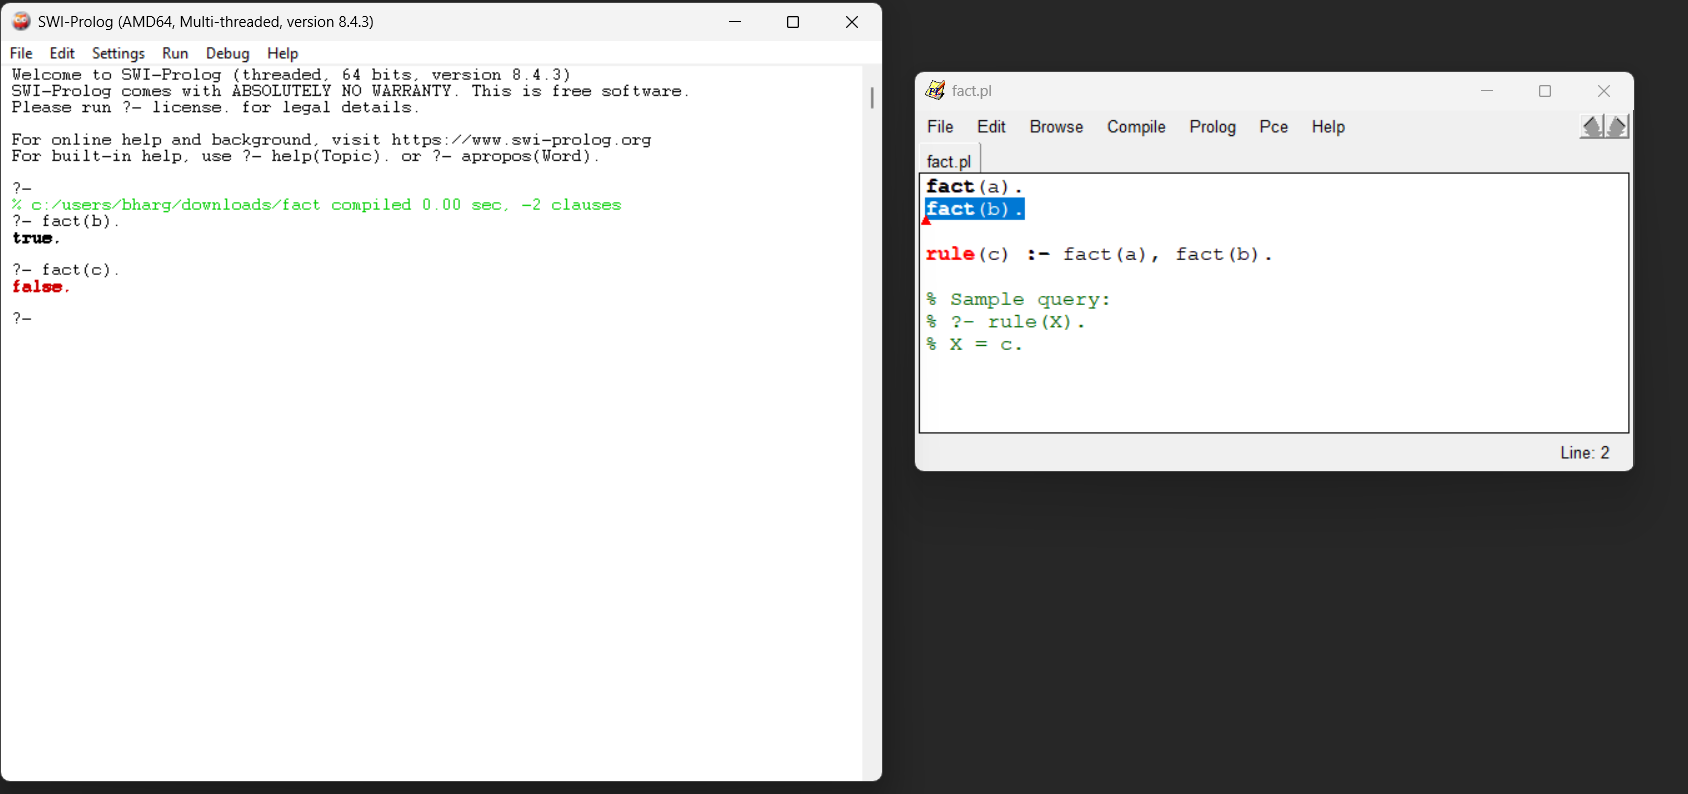 SWI-Prolog (AMD64, Multi-threaded, version 8.4.3)
File Edit Settings Run Debug Help
Welcome to SWI-Prolog (threaded, 64 bits, version 8.4.3)
SWI-Prolog comes with ABSOLUTELY NO WARRANTY. This is free software.
Please run ?- license. for legal details.
For online help and background, visit https://www.swi-prolog.org
For built-in help, use ?- help(Topic). or ?- apropos(Word).
?-
% c:/users/bharg/downloads/fact compiled 0.00 sec, -2 clauses
?- fact(b).
true.
?- fact(c).
false.
?-
fact.pl
File Edit Browse Compile Prolog Pce Help
fact.pl
fact(a).
fact(b).
rule(c) :- fact(a), fact(b).
% Sample query:
% ?- rule(X).
% X = c.
Line: 2